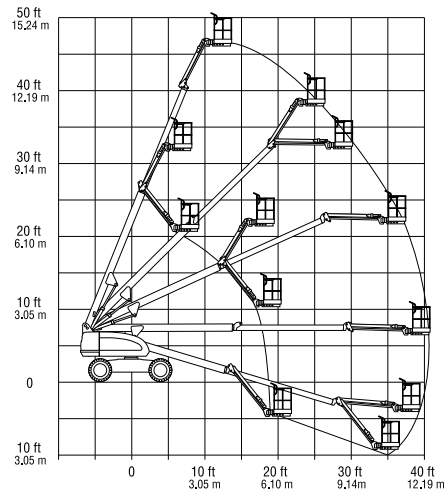 50 ft
15.24 m
40 ft
12.19 m
30 ft
9.14 m
20 ft
6.10 m
10 ft
3.05 m
0
10 ft
3.05 m
0 10 ft 20 ft 30 ft 40 ft
3.05 m 6.10 m 9.14 m 12.19 m